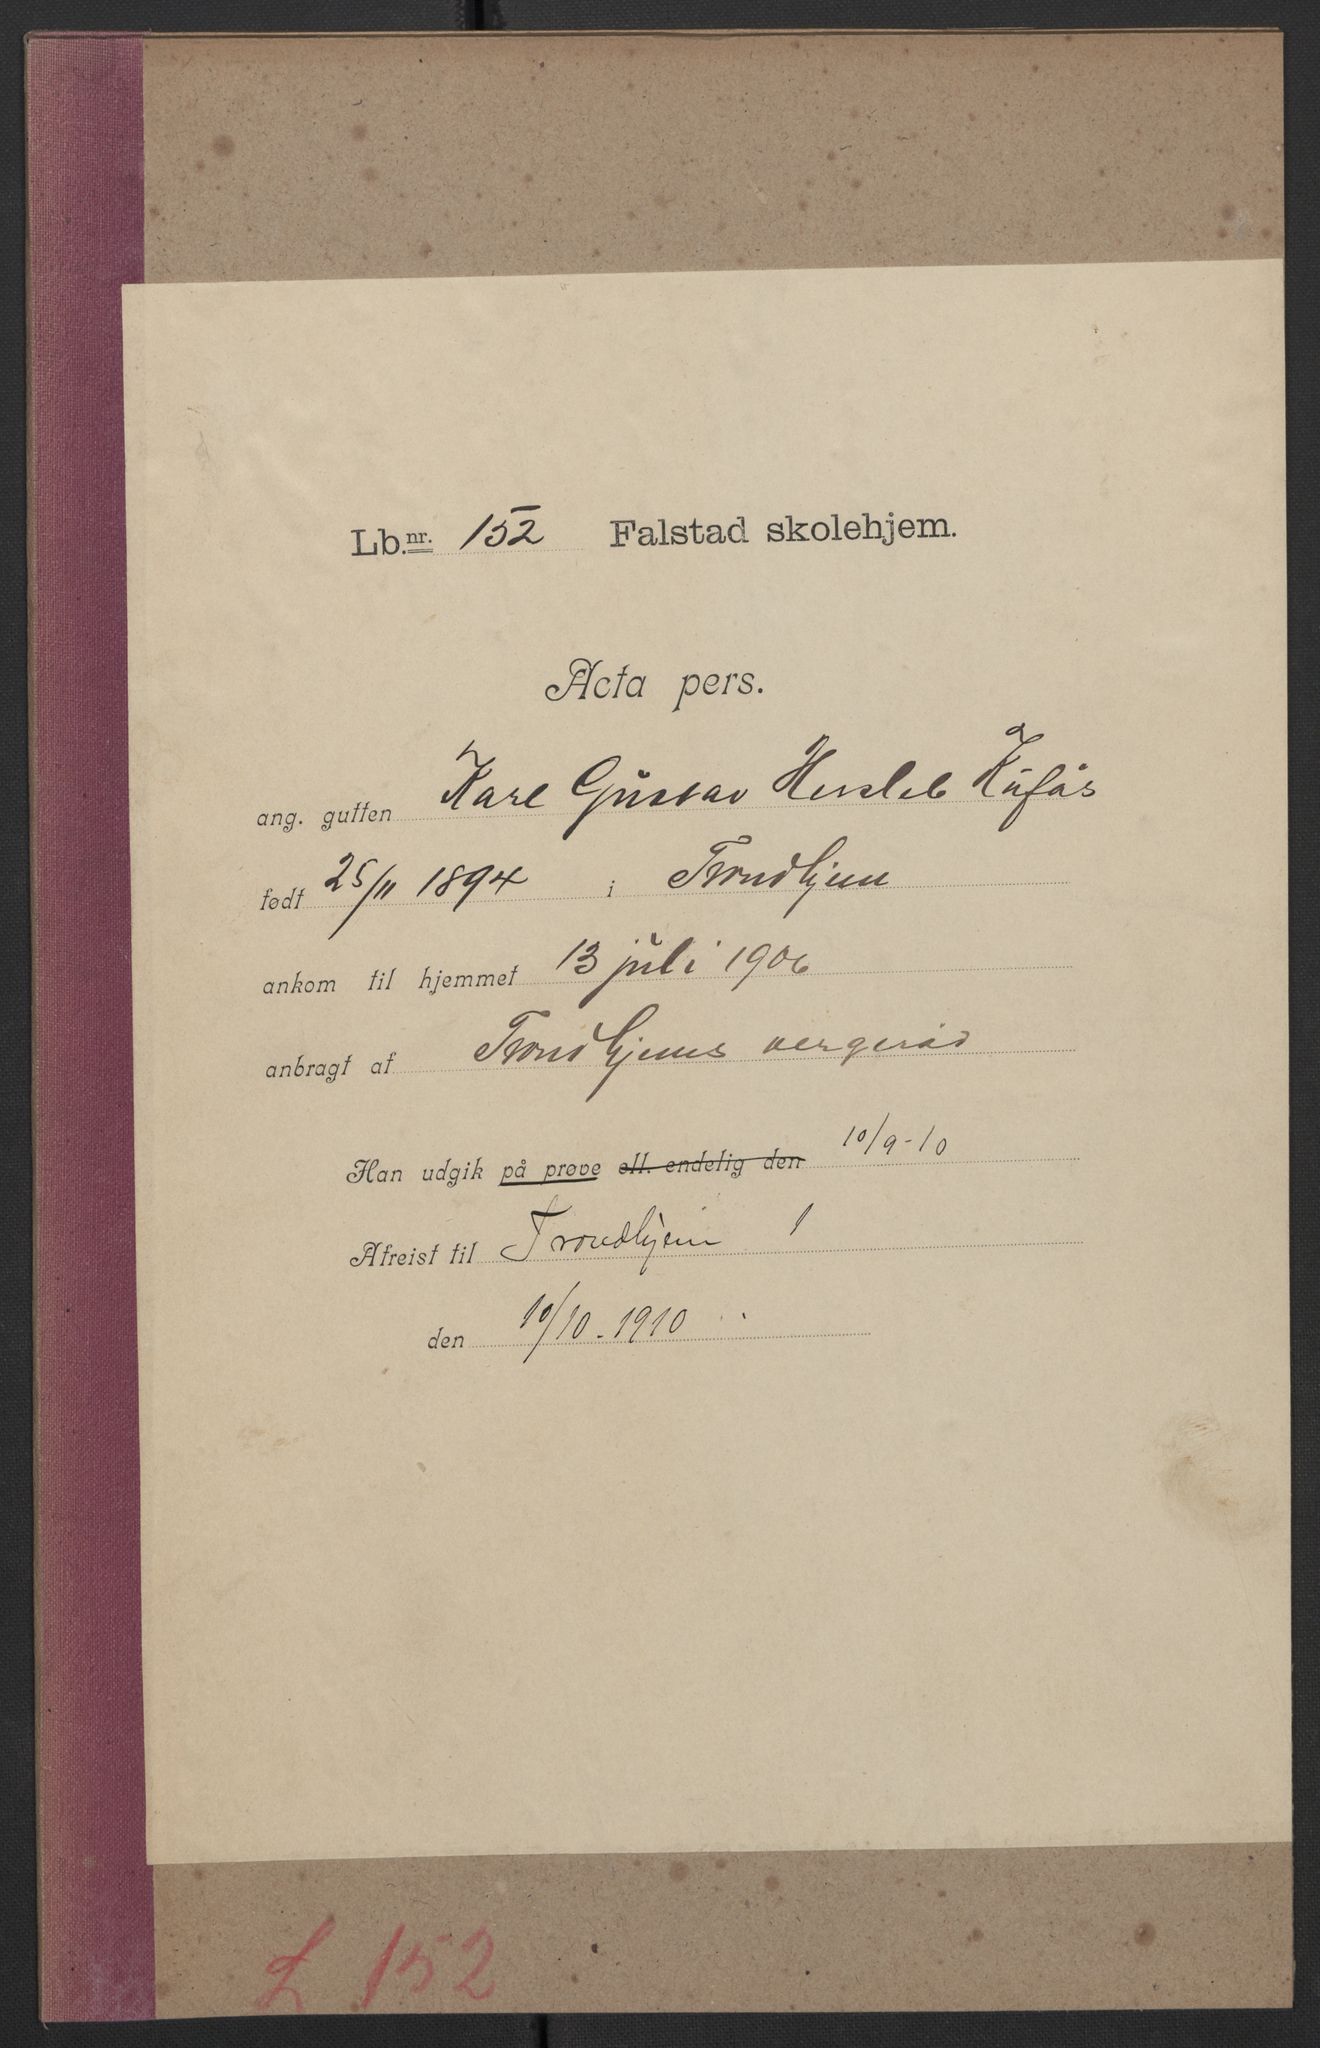 Lb.nr. 152 Falstad skolehjem.
Acta pers.
ang. gutten Karl Gustav Hersleb Küfås
født 25/11 1894 i Trondhjem
ankom til hjemmet 13 juli 1906
anbragt af Trondhjems vergeråd
Han udgik på prøve ell. endelig den 10/9-10
Afreist til Trondhjem
den 10/10-1910
L 152